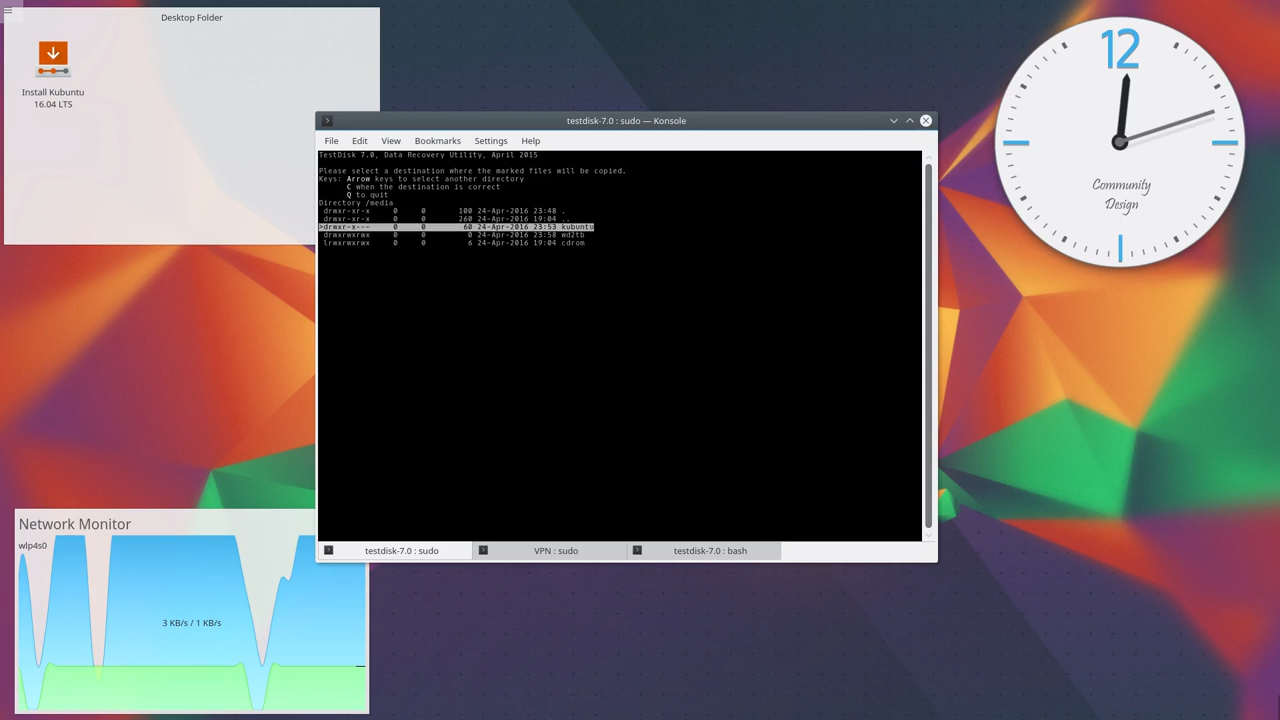 Desktop Folder
Install Kubuntu
16.04 LTS
testdisk-7.0 : sudo — Konsole
File Edit View Bookmarks Settings Help
TestDisk 7.0, Data Recovery Utility, April 2015
Please select a destination where the marked files will be copied.
Keys: Arrow keys to select another directory
C when the destination is correct
Q to quit
Directory /media
drwxr-xr-x 0 0 100 24-Apr-2016 23:48 .
drwxr-xr-x 0 0 260 24-Apr-2016 19:04 ..
>drwxr-x--- 0 0 60 24-Apr-2016 23:53 kubuntu
drwxrwxrwx 0 0 0 24-Apr-2016 23:58 wd2tb
lrwxrwxrwx 0 0 6 24-Apr-2016 19:04 cdrom
testdisk-7.0 : sudo VPN : sudo testdisk-7.0 : bash
12
Community
Design
Network Monitor
wlp4s0
3 KB/s / 1 KB/s